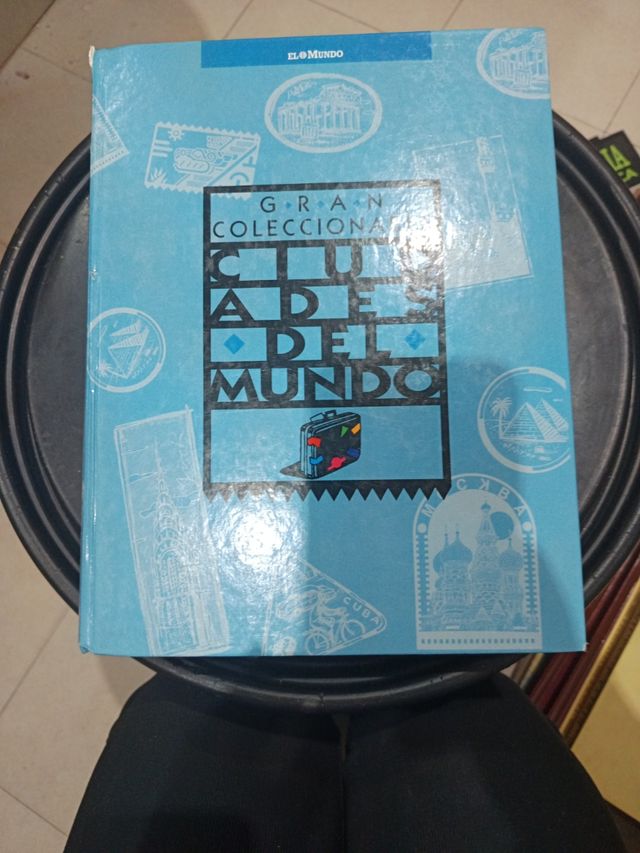 EL MUNDO
G·R·A·N
COLECCIONA
CIU
ADES
DEL
MUNDO
CUBA
МОСКВА